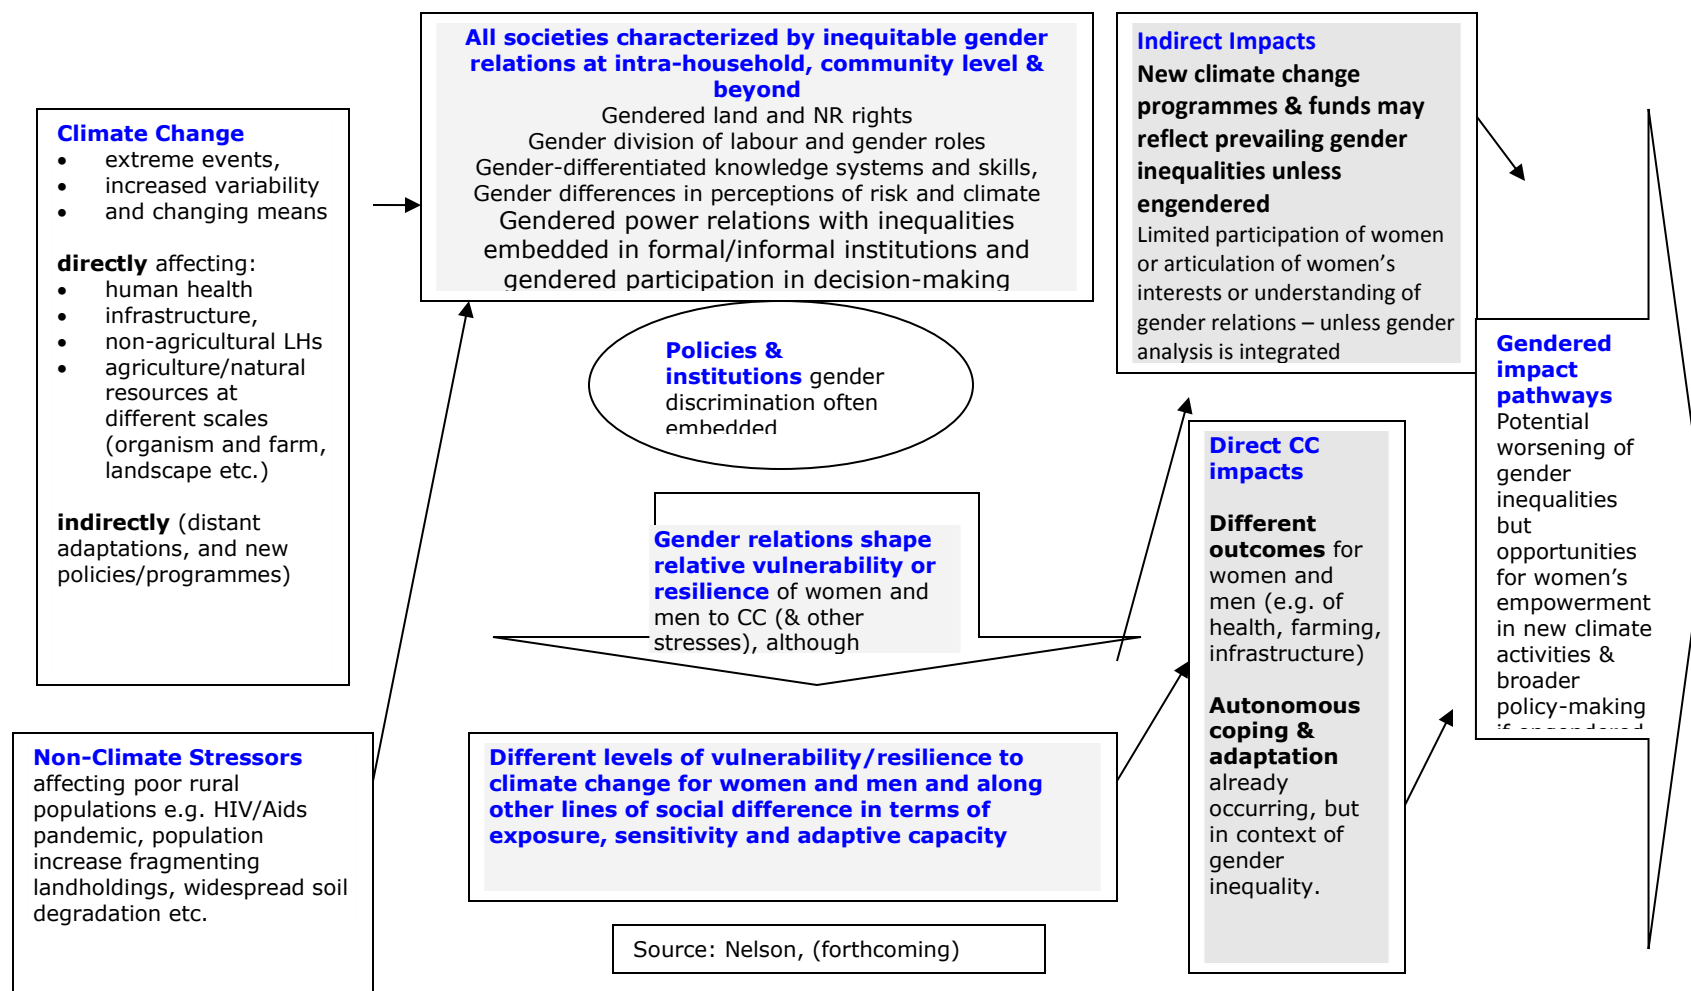 Climate Change
• extreme events,
• increased variability
• and changing means
directly affecting:
• human health
• infrastructure,
• non-agricultural LHs
• agriculture/natural
resources at
different scales
(organism and farm,
landscape etc.)
indirectly (distant
adaptations, and new
policies/programmes)
Non-Climate Stressors
affecting poor rural
populations e.g. HIV/Aids
pandemic, population
increase fragmenting
landholdings, widespread soil
degradation etc.
All societies characterized by inequitable gender
relations at intra-household, community level &
beyond
Gendered land and NR rights
Gender division of labour and gender roles
Gender-differentiated knowledge systems and skills,
Gender differences in perceptions of risk and climate
Gendered power relations with inequalities
embedded in formal/informal institutions and
gendered participation in decision-making
Policies &
institutions gender
discrimination often
embedded
Gender relations shape
relative vulnerability or
resilience of women and
men to CC (& other
stresses), although
Different levels of vulnerability/resilience to
climate change for women and men and along
other lines of social difference in terms of
exposure, sensitivity and adaptive capacity
Source: Nelson, (forthcoming)
Indirect Impacts
New climate change
programmes & funds may
reflect prevailing gender
inequalities unless
engendered
Limited participation of women
or articulation of women’s
interests or understanding of
gender relations – unless gender
analysis is integrated
Direct CC
impacts
Different
outcomes for
women and
men (e.g. of
health, farming,
infrastructure)
Autonomous
coping &
adaptation
already
occurring, but
in context of
gender
inequality.
Gendered
impact
pathways
Potential
worsening of
gender
inequalities
but
opportunities
for women’s
empowerment
in new climate
activities &
broader
policy-making
if engendered